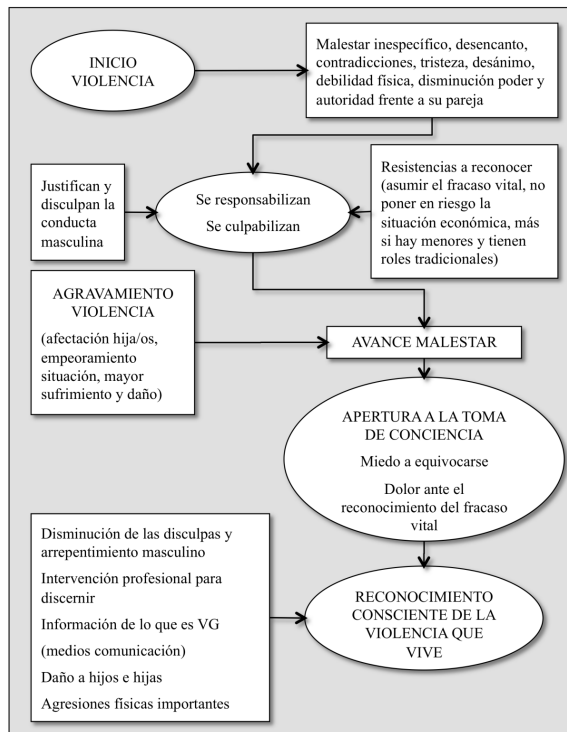 INICIO
VIOLENCIA
Malestar inespecífico, desencanto,
contradicciones, tristeza, desánimo,
debilidad física, disminución poder y
autoridad frente a su pareja
Justifican y
disculpan la
conducta
masculina
Se responsabilizan
Se culpabilizan
Resistencias a reconocer
(asumir el fracaso vital, no
poner en riesgo la
situación económica, más
si hay menores y tienen
roles tradicionales)
AGRAVAMIENTO
VIOLENCIA
(afectación hija/os,
empeoramiento
situación, mayor
sufrimiento y daño)
AVANCE MALESTAR
APERTURA A LA TOMA
DE CONCIENCIA
Miedo a equivocarse
Dolor ante el
reconocimiento del fracaso
vital
Disminución de las disculpas y
arrepentimiento masculino
Intervención profesional para
discernir
Información de lo que es VG
(medios comunicación)
Daño a hijos e hijas
Agresiones físicas importantes
RECONOCIMIENTO
CONSCIENTE DE LA
VIOLENCIA QUE
VIVE